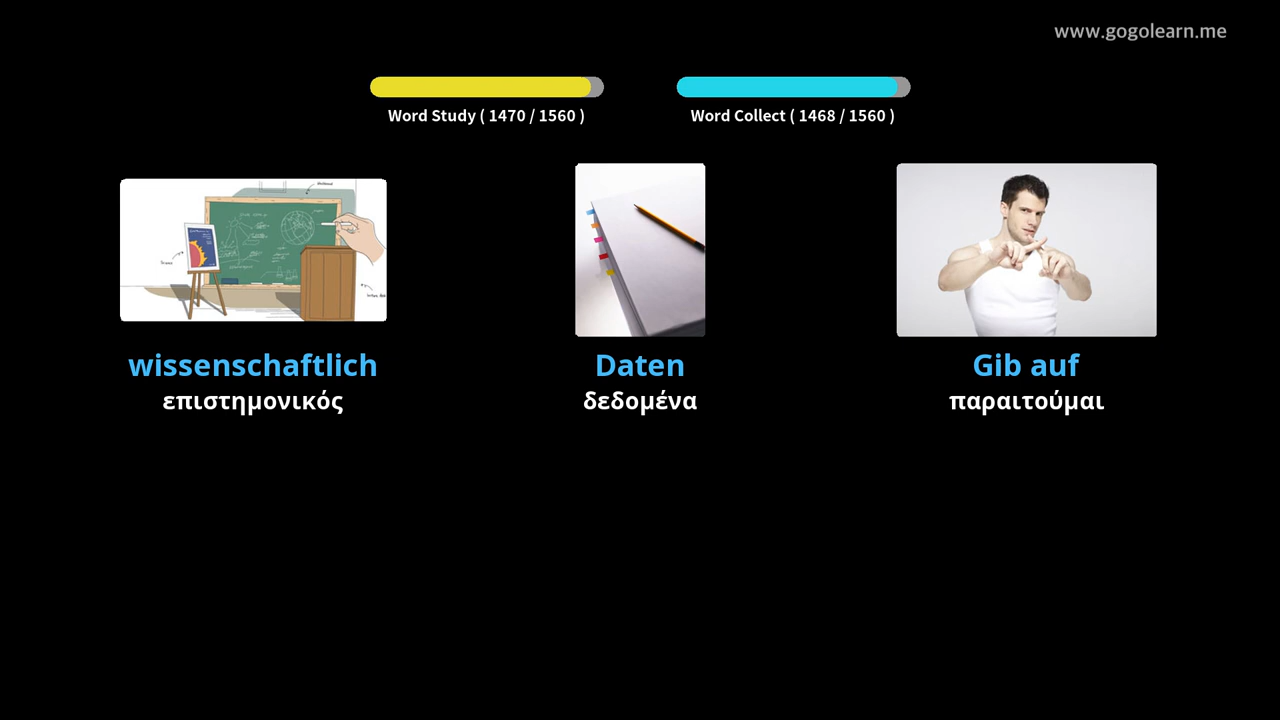 www.gogolearn.me
Word Study ( 1470 / 1560 )
Word Collect ( 1468 / 1560 )
wissenschaftlich
επιστημονικός
Daten
δεδομένα
Gib auf
παραιτούμαι